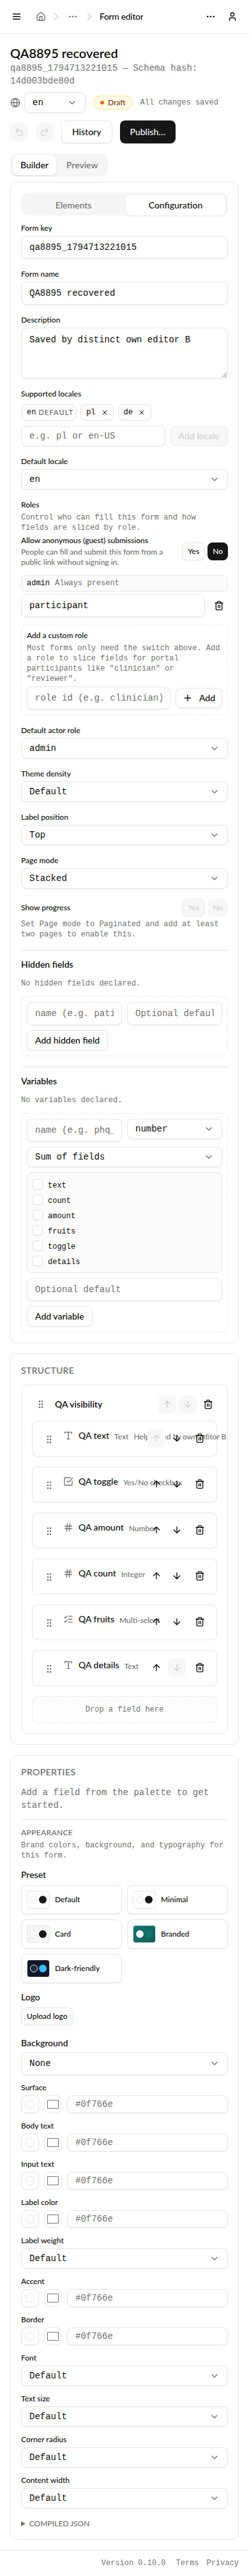 Form editor
QA8895 recovered
qa8895_1794713221015 — Schema hash:
14d003bde80d
en
Draft
All changes saved
History
Publish...
Builder
Preview
Elements
Configuration
Form key
qa8895_1794713221015
Form name
QA8895 recovered
Description
Saved by distinct own editor B
Supported locales
en DEFAULT
pl
de
e.g. pl or en-US
Add locale
Default locale
en
Roles
Control who can fill this form and how
fields are sliced by role.
Allow anonymous (guest) submissions
People can fill and submit this form from a
public link without signing in.
Yes
No
admin Always present
participant
Add a custom role
Most forms only need the switch above. Add
a role to slice fields for portal
participants like "clinician" or
"reviewer".
role id (e.g. clinician)
Add
Default actor role
admin
Theme density
Default
Label position
Top
Page mode
Stacked
Show progress
Yes
No
Set Page mode to Paginated and add at least
two pages to enable this.
Hidden fields
No hidden fields declared.
name (e.g. pati
Optional defaul
Add hidden field
Variables
No variables declared.
name (e.g. phq_
number
Sum of fields
text
count
amount
fruits
toggle
details
Optional default
Add variable
STRUCTURE
QA visibility
QA text Text Help ed by own editor B
QA toggle Yes/No checkbox
QA amount Number
QA count Integer
QA fruits Multi-select
QA details Text
Drop a field here
PROPERTIES
Add a field from the palette to get
started.
APPEARANCE
Brand colors, background, and typography for
this form.
Preset
Default
Minimal
Card
Branded
Dark-friendly
Logo
Upload logo
Background
None
Surface
#0f766e
Body text
#0f766e
Input text
#0f766e
Label color
#0f766e
Label weight
Default
Accent
#0f766e
Border
#0f766e
Font
Default
Text size
Default
Corner radius
Default
Content width
Default
COMPILED JSON
Version 0.10.0
Terms
Privacy